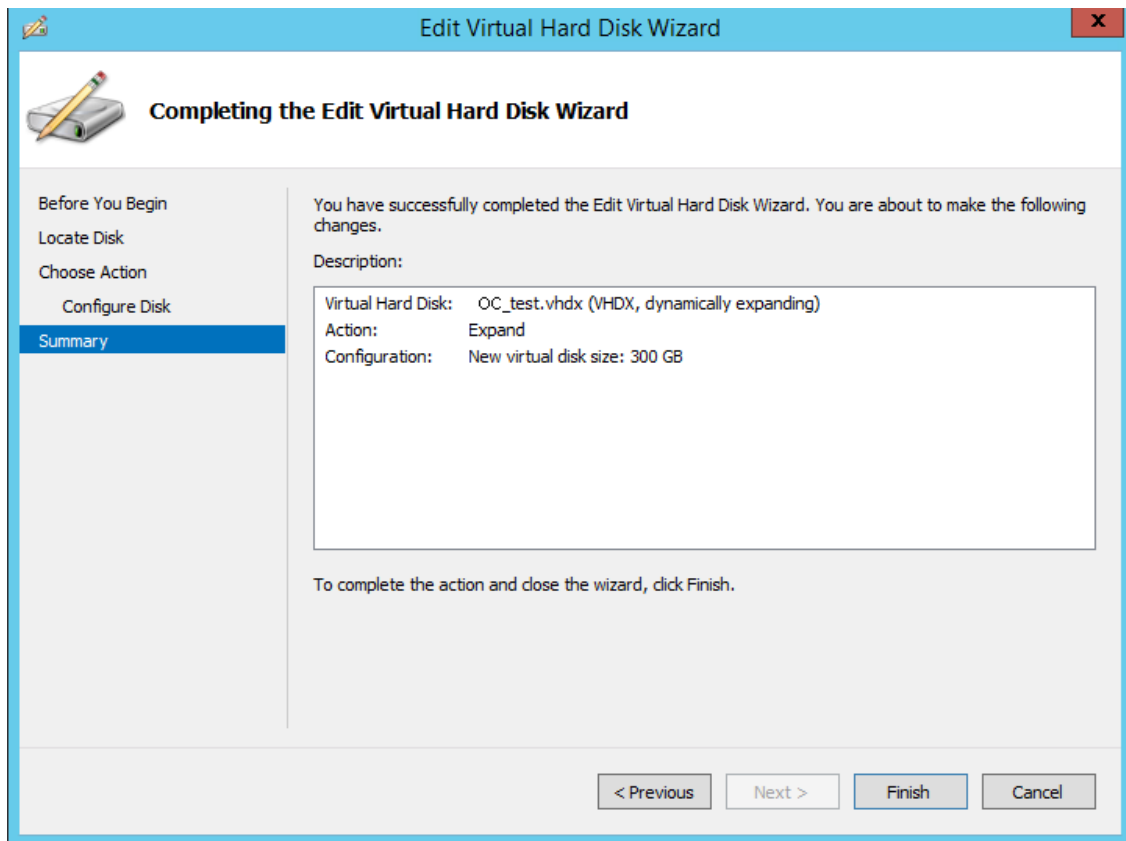 Edit Virtual Hard Disk Wizard
x
Completing the Edit Virtual Hard Disk Wizard
Before You Begin
Locate Disk
Choose Action
Configure Disk
Summary
You have successfully completed the Edit Virtual Hard Disk Wizard. You are about to make the following
changes.
Description:
Virtual Hard Disk: OC_test.vhdx (VHDX, dynamically expanding)
Action: Expand
Configuration: New virtual disk size: 300 GB
To complete the action and close the wizard, click Finish.
< Previous
Next >
Finish
Cancel